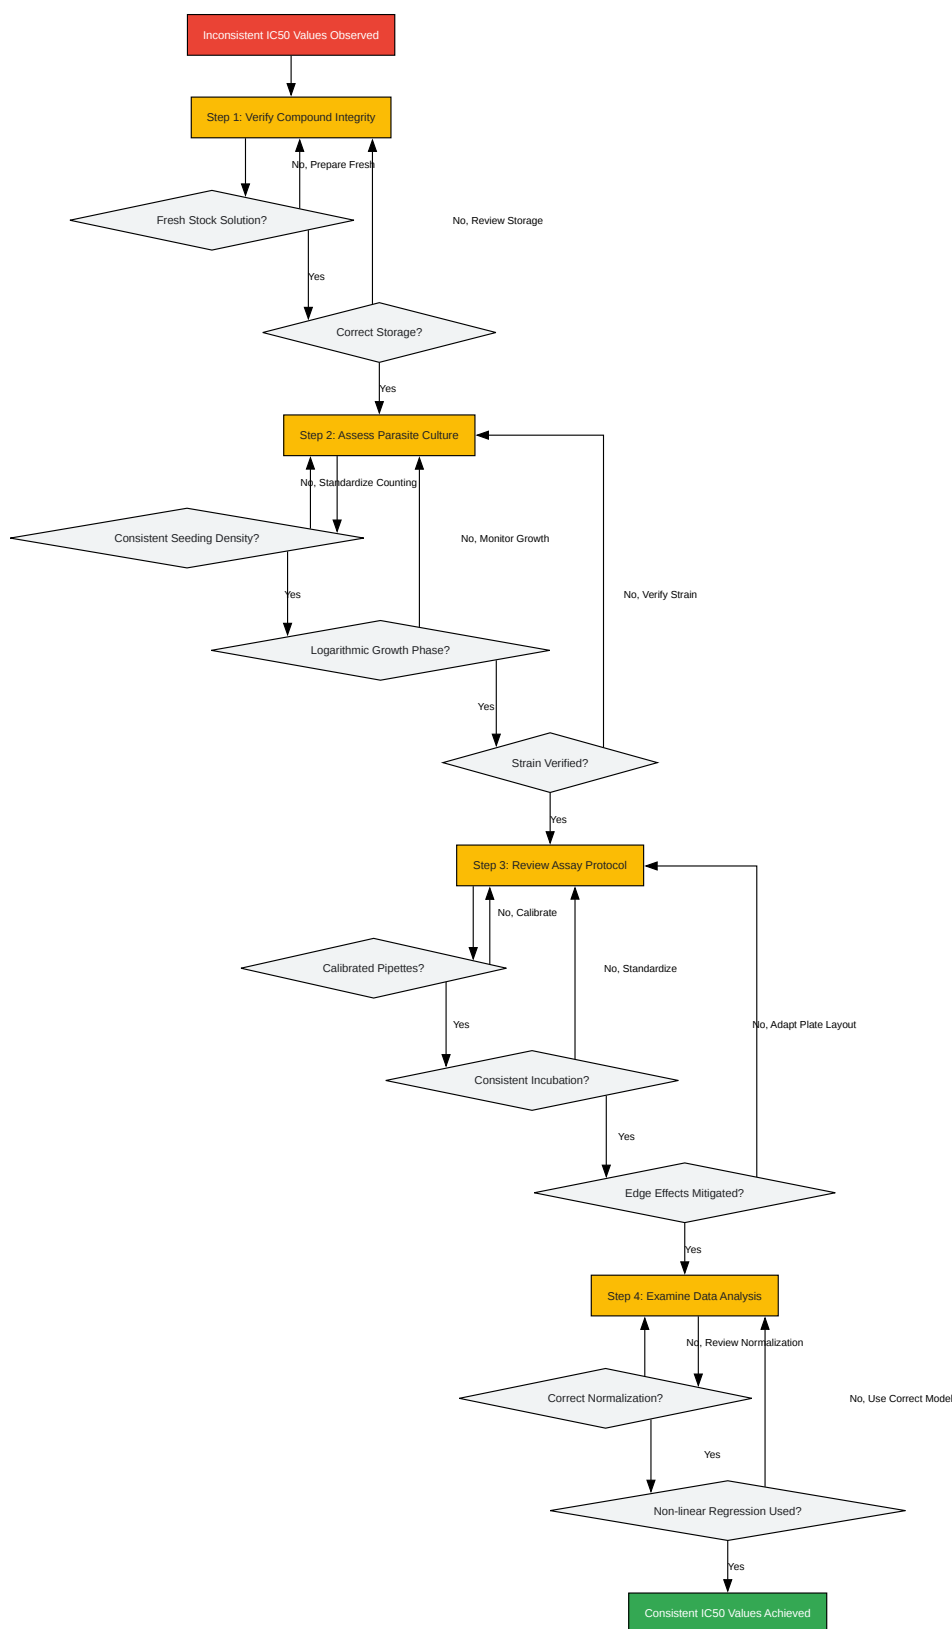 Inconsistent IC50 Values Observed
Step 1: Verify Compound Integrity
No, Prepare Fresh
Fresh Stock Solution?
No, Review Storage
Yes
Correct Storage?
Yes
Step 2: Assess Parasite Culture
No, Standardize Counting
Consistent Seeding Density?
No, Monitor Growth
Yes
No, Verify Strain
Logarithmic Growth Phase?
Yes
Strain Verified?
Yes
Step 3: Review Assay Protocol
No, Calibrate
Calibrated Pipettes?
No, Standardize
Yes
No, Adapt Plate Layout
Consistent Incubation?
Yes
Edge Effects Mitigated?
Yes
Step 4: Examine Data Analysis
No, Review Normalization
Correct Normalization?
No, Use Correct Model
Yes
Non-linear Regression Used?
Yes
Consistent IC50 Values Achieved